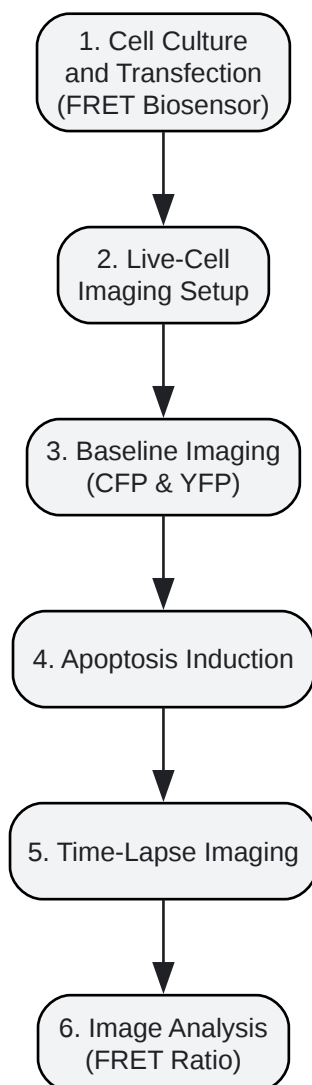 1. Cell Culture
and Transfection
(FRET Biosensor)
2. Live-Cell
Imaging Setup
3. Baseline Imaging
(CFP & YFP)
4. Apoptosis Induction
5. Time-Lapse Imaging
6. Image Analysis
(FRET Ratio)